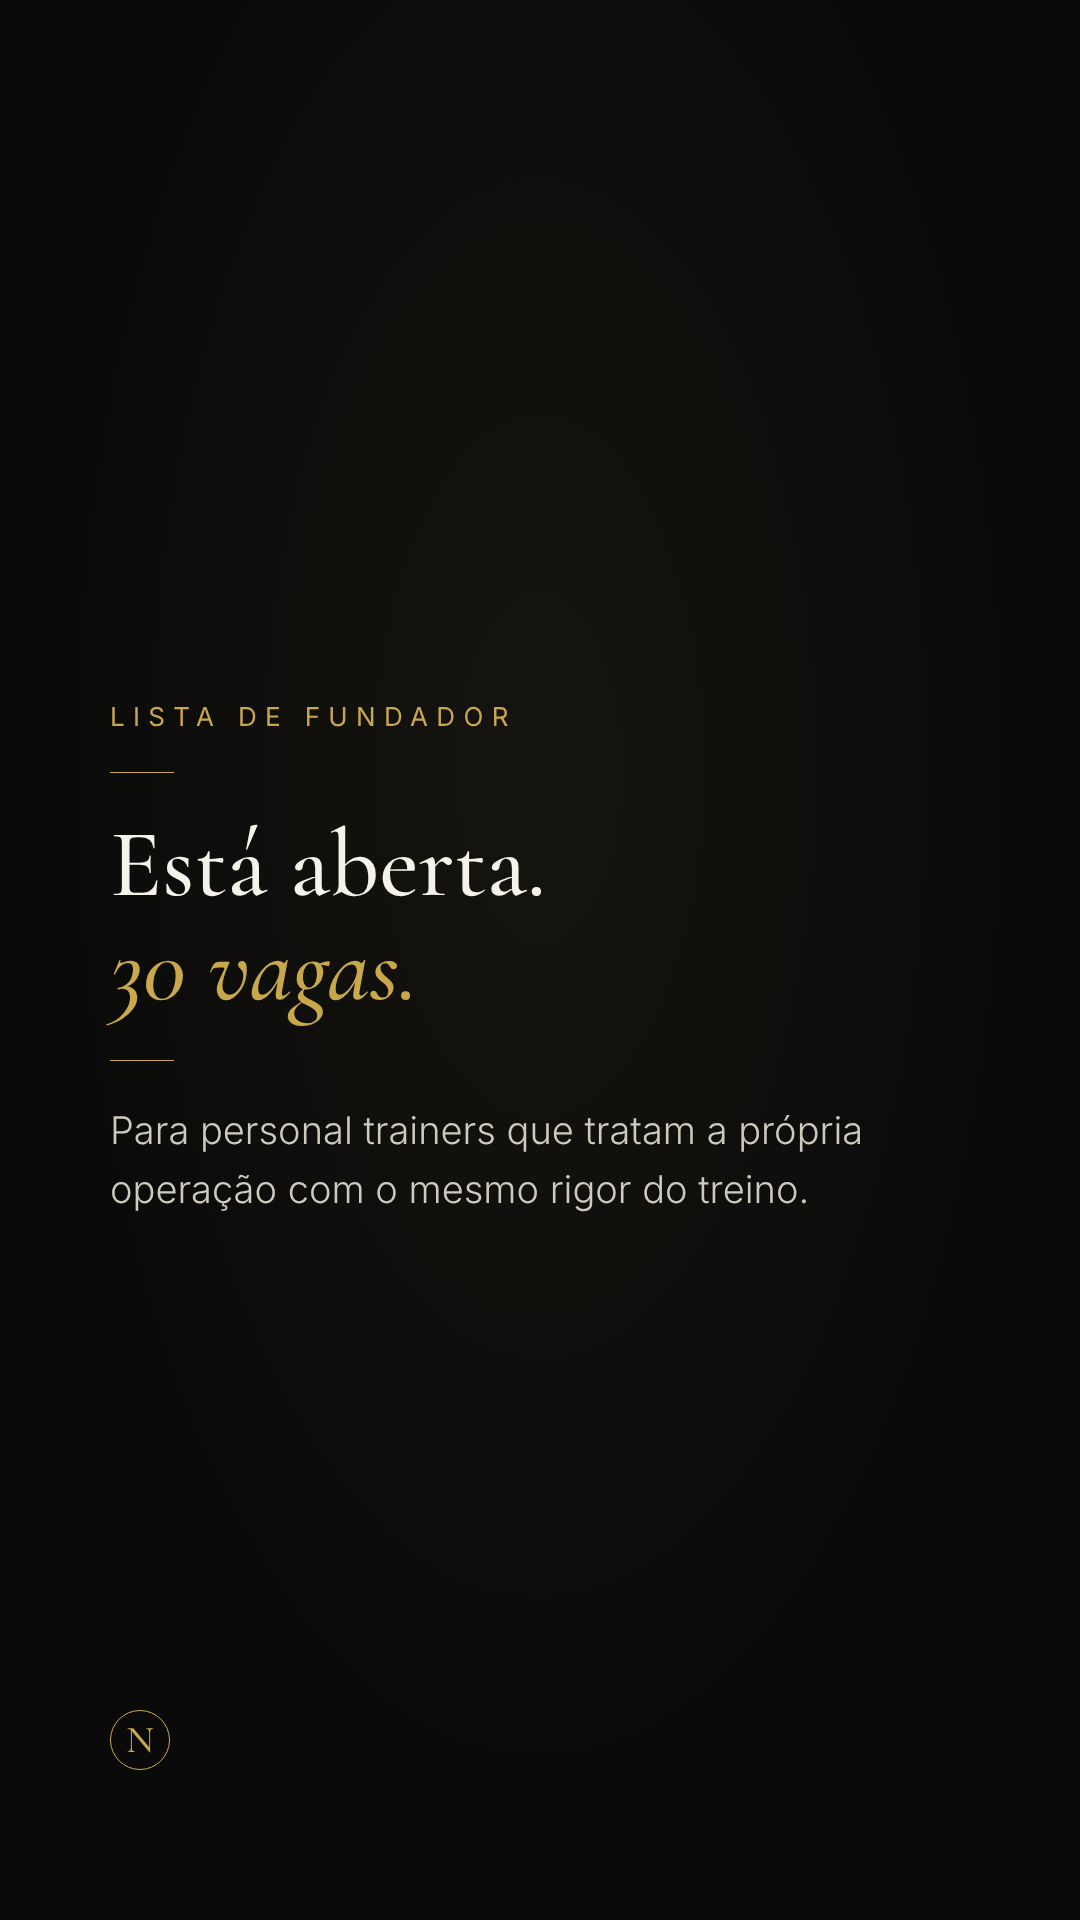 LISTA DE FUNDADOR
Está aberta.
30 vagas.
Para personal trainers que tratam a própria
operação com o mesmo rigor do treino.
N